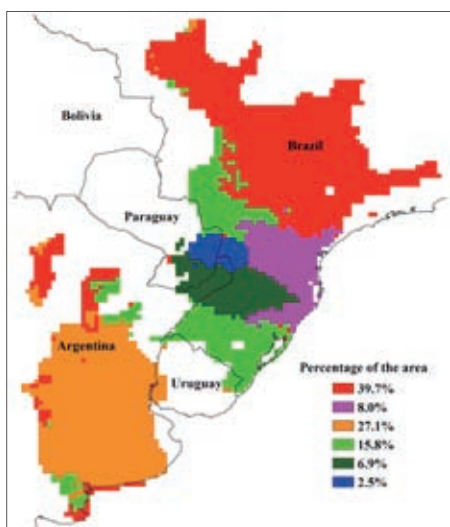 Bolivia
Brazil
Paraguay
Argentina
Uruguay
Percentage of the area
39.7%
8.0%
27.1%
15.8%
6.9%
2.5%